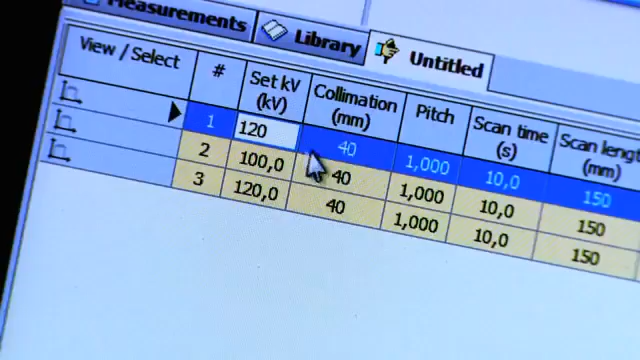 Measurements Library Untitled
View / Select # Set kV (kV) Collimation (mm) Pitch Scan time (s) Scan (mm)
1 120 40 1,000 10,0 150
2 100,0 40 1,000 10,0 150
3 120,0 40 1,000 10,0 150